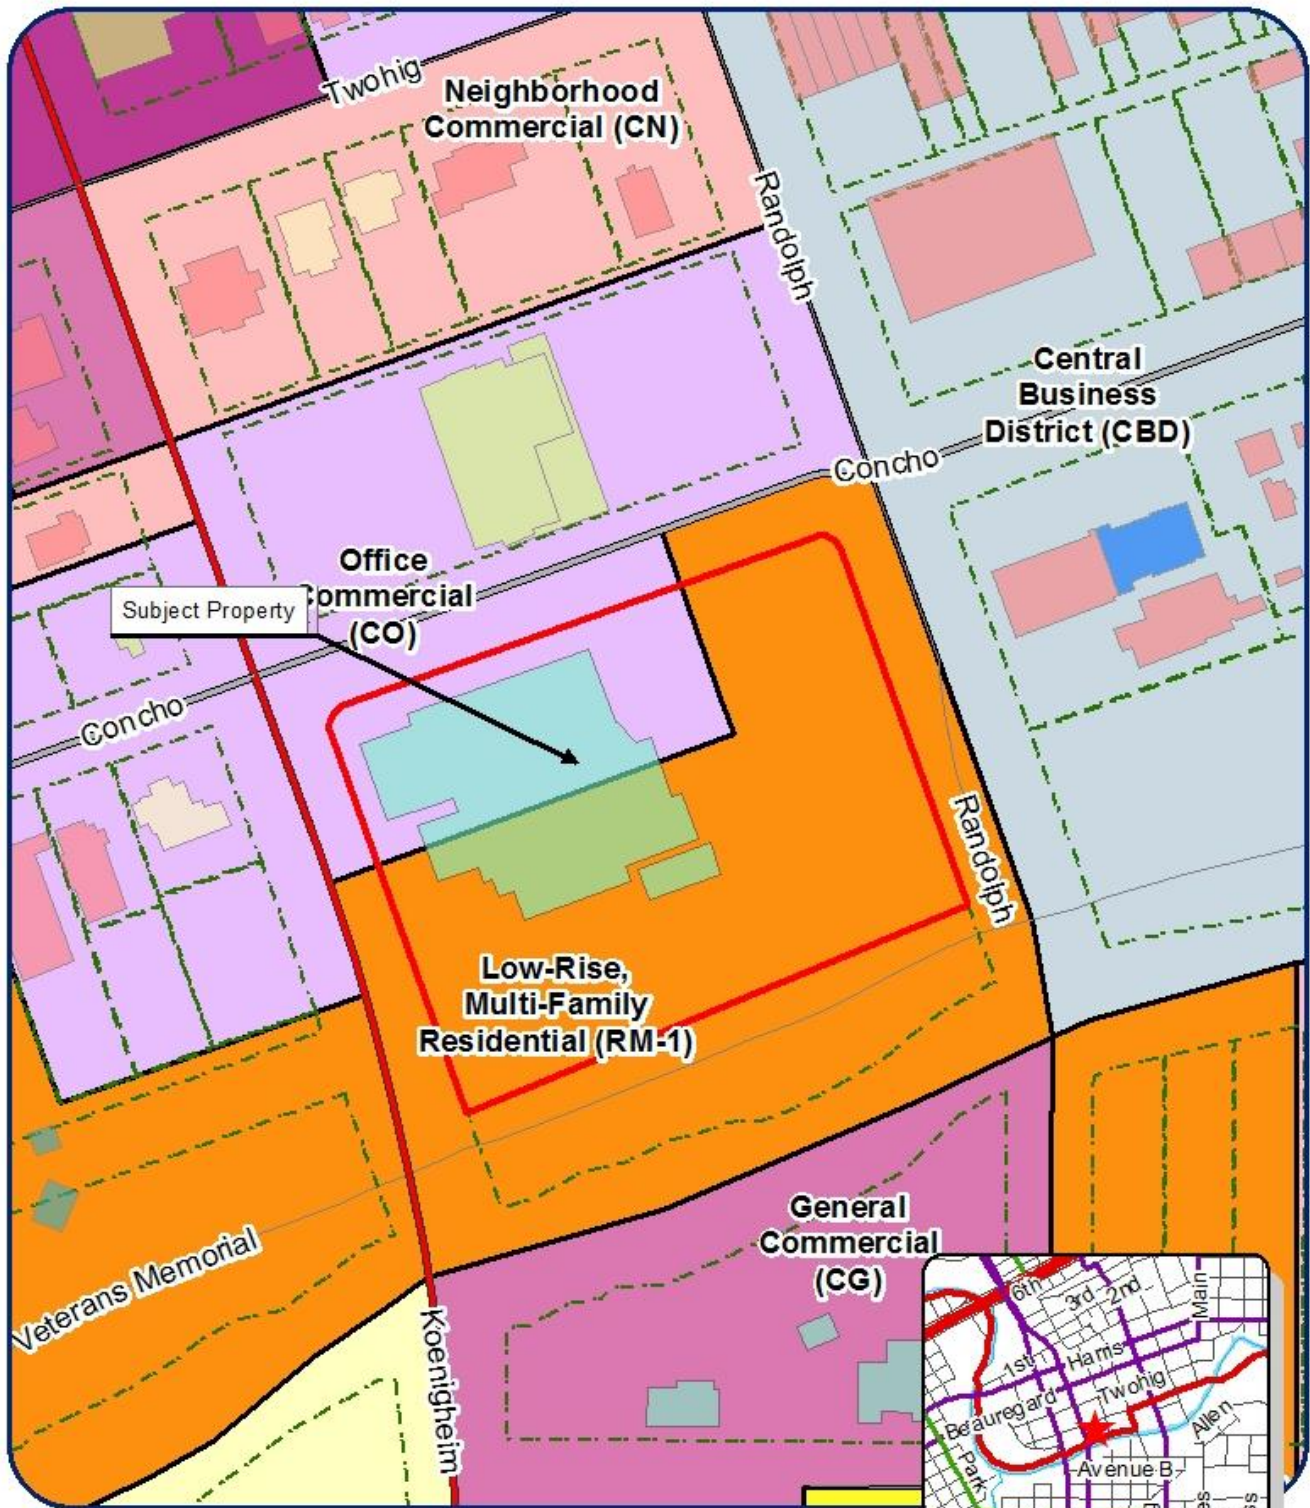 Twohig
Neighborhood
Commercial (CN)
Randolph
Central
Business
District (CBD)
Concho
Office
Commercial
(CO)
Subject Property
Concho
Randolph
Low-Rise,
Multi-Family
Residential (RM-1)
General
Commercial
(CG)
Veterans Memorial
Koenigheim
6th
3rd
2nd
Main
1st
Harris
Beauregard
Twohig
Allen
Park
Avenue B